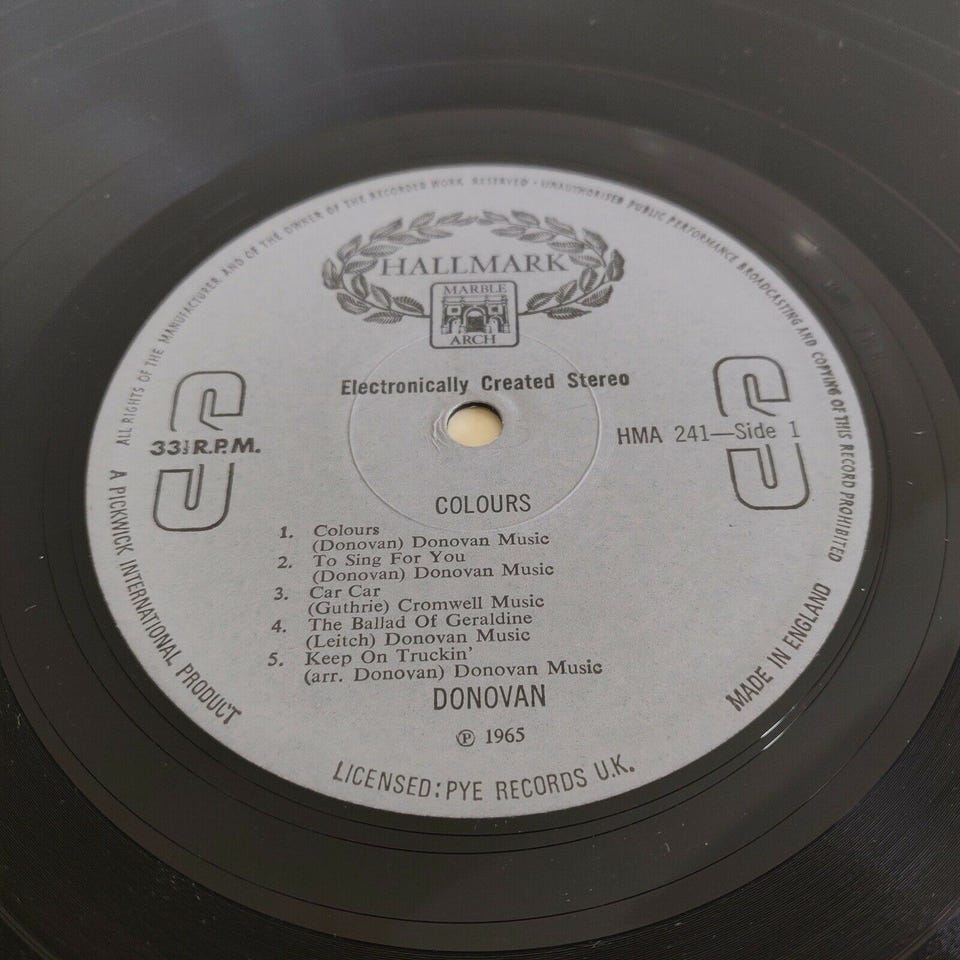 ALL RIGHTS OF THE MANUFACTURER AND OF THE OWNER OF THE RECORDED WORK RESERVED · UNAUTHORISED PUBLIC PERFORMANCE BROADCASTING AND COPYING OF THIS RECORD PROHIBITED
HALLMARK
MARBLE
ARCH
Electronically Created Stereo
S
S
33⅓ R.P.M.
HMA 241—Side 1
COLOURS
1. Colours
(Donovan) Donovan Music
2. To Sing For You
(Donovan) Donovan Music
3. Car Car
(Guthrie) Cromwell Music
4. The Ballad Of Geraldine
(Leitch) Donovan Music
5. Keep On Truckin'
(arr. Donovan) Donovan Music
DONOVAN
℗ 1965
A PICKWICK INTERNATIONAL PRODUCT
LICENSED: PYE RECORDS U.K.
MADE IN ENGLAND